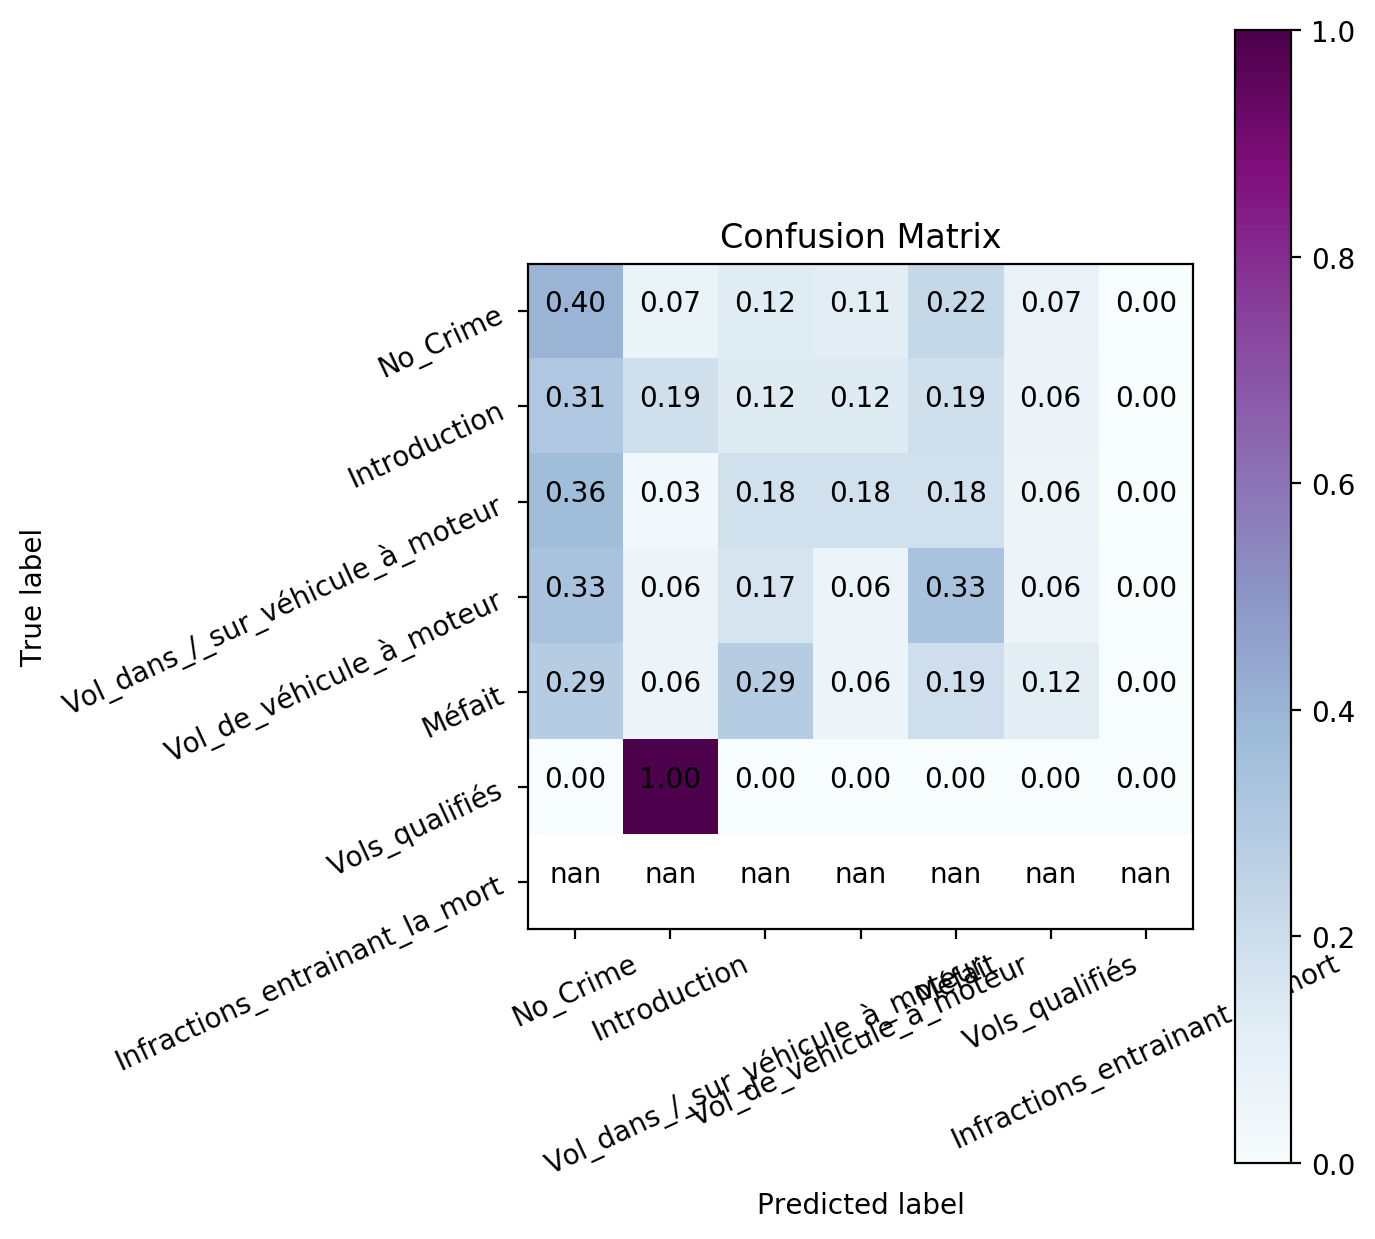 Confusion Matrix
True label
No_Crime
Introduction
Vol_dans_/_sur_véhicule_à_moteur
Vol_de_véhicule_à_moteur
Méfait
Vols_qualifiés
Infractions_entrainant_la_mort
0.40 0.07 0.12 0.11 0.22 0.07 0.00
0.31 0.19 0.12 0.12 0.19 0.06 0.00
0.36 0.03 0.18 0.18 0.18 0.06 0.00
0.33 0.06 0.17 0.06 0.33 0.06 0.00
0.29 0.06 0.29 0.06 0.19 0.12 0.00
0.00 1.00 0.00 0.00 0.00 0.00 0.00
nan nan nan nan nan nan nan
No_Crime
Introduction
Vol_dans_/_sur_véhicule_à_moteur
Vol_de_véhicule_à_moteur
Méfait
Vols_qualifiés
Infractions_entrainant mort
Predicted label
1.0
0.8
0.6
0.4
0.2
0.0